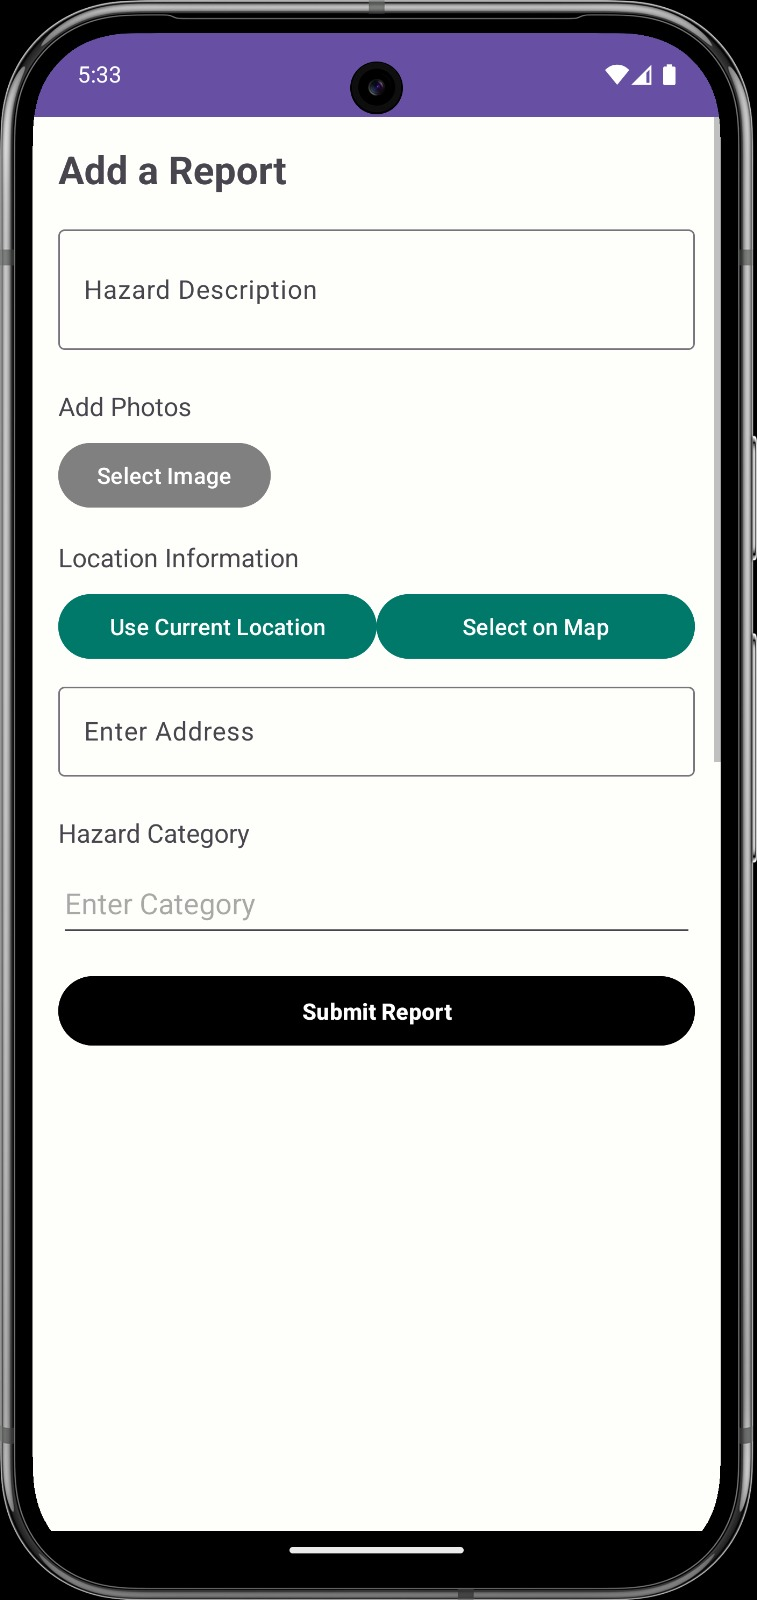 5:33
Add a Report
Hazard Description
Add Photos
Select Image
Location Information
Use Current Location Select on Map
Enter Address
Hazard Category
Enter Category
Submit Report